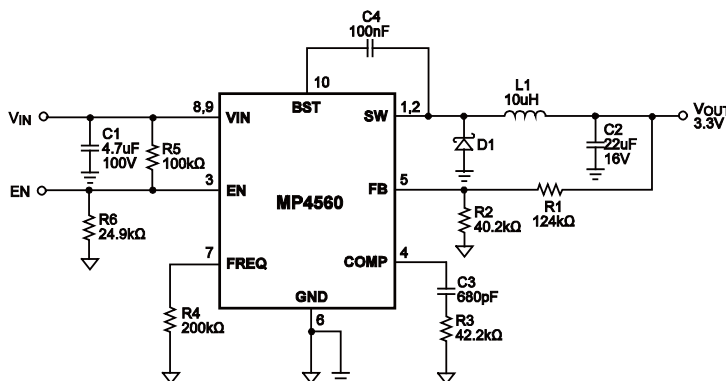 C4
100nF
10
8,9
BST
1,2
L1
10uH
VIN
VIN
SW
VOUT
3.3V
C1
4.7uF
100V
R5
100kΩ
D1
C2
22uF
16V
EN
3
EN
FB
5
MP4560
R6
24.9kΩ
R2
40.2kΩ
R1
124kΩ
7
FREQ
COMP
4
C3
680pF
GND
6
R4
200kΩ
R3
42.2kΩ